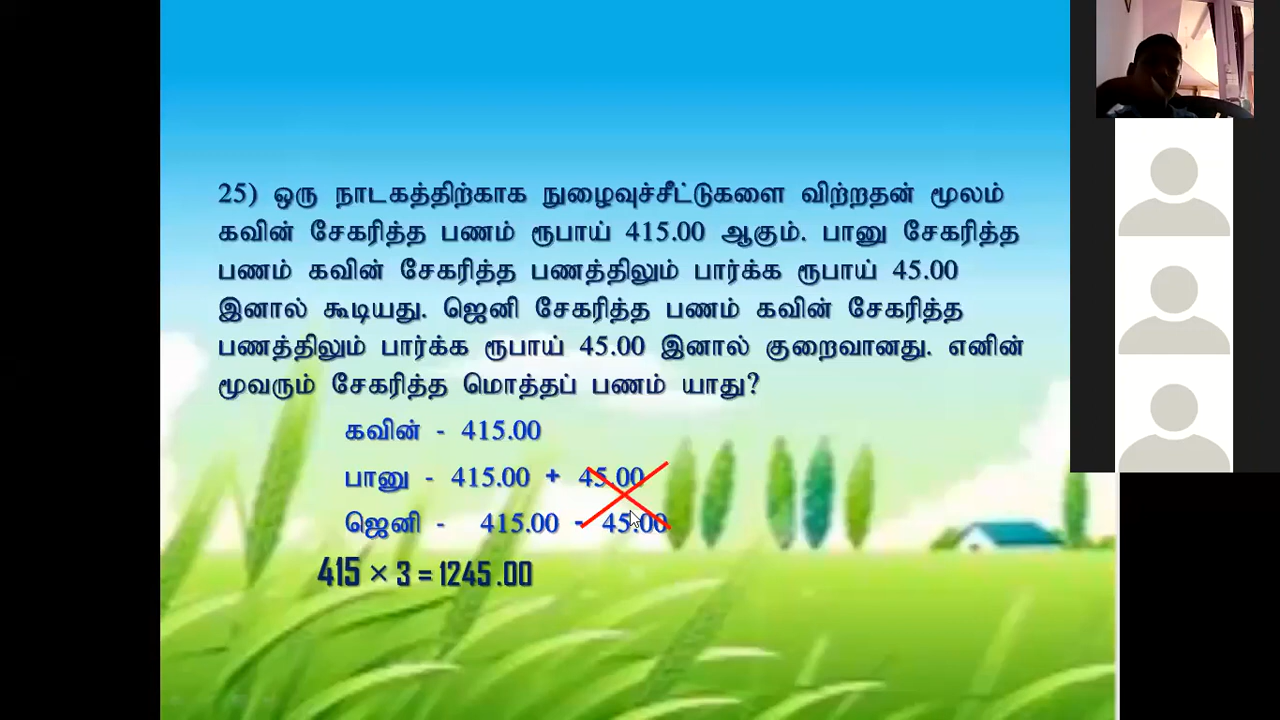 25) ஒரு நாடகத்திற்காக நுழைவுச்சீட்டுகளை விற்றதன் மூலம்
கவின் சேகரித்த பணம் ரூபாய் 415.00 ஆகும். பானு சேகரித்த
பணம் கவின் சேகரித்த பணத்திலும் பார்க்க ரூபாய் 45.00
இனால் கூடியது. ஜெனி சேகரித்த பணம் கவின் சேகரித்த
பணத்திலும் பார்க்க ரூபாய் 45.00 இனால் குறைவானது. எனின்
மூவரும் சேகரித்த மொத்தப் பணம் யாது?
கவின் - 415.00
பானு - 415.00 + 45.00
ஜெனி - 415.00 - 45.00
415 × 3 = 1245.00